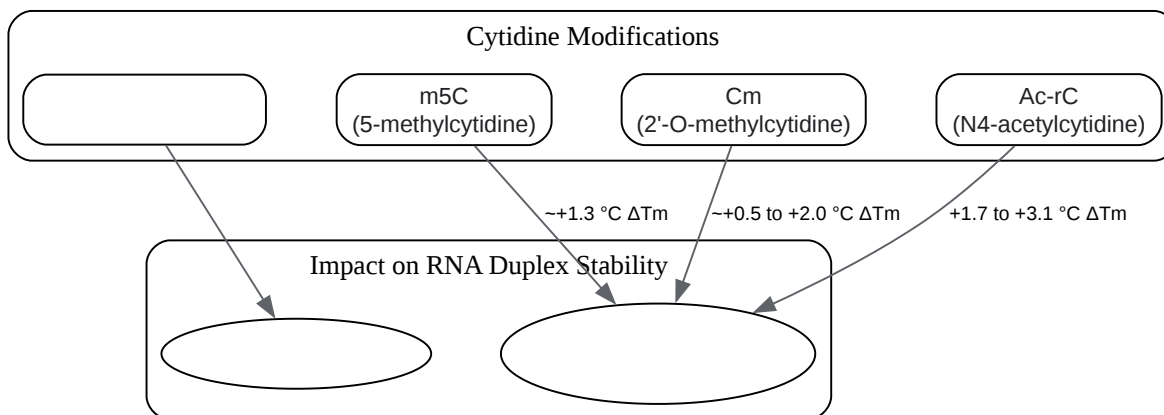 Cytidine Modifications
m5C
(5-methylcytidine)
Cm
(2'-O-methylcytidine)
Ac-rC
(N4-acetylcytidine)
~+1.3 °C ΔTm
~+0.5 to +2.0 °C ΔTm
+1.7 to +3.1 °C ΔTm
Impact on RNA Duplex Stability